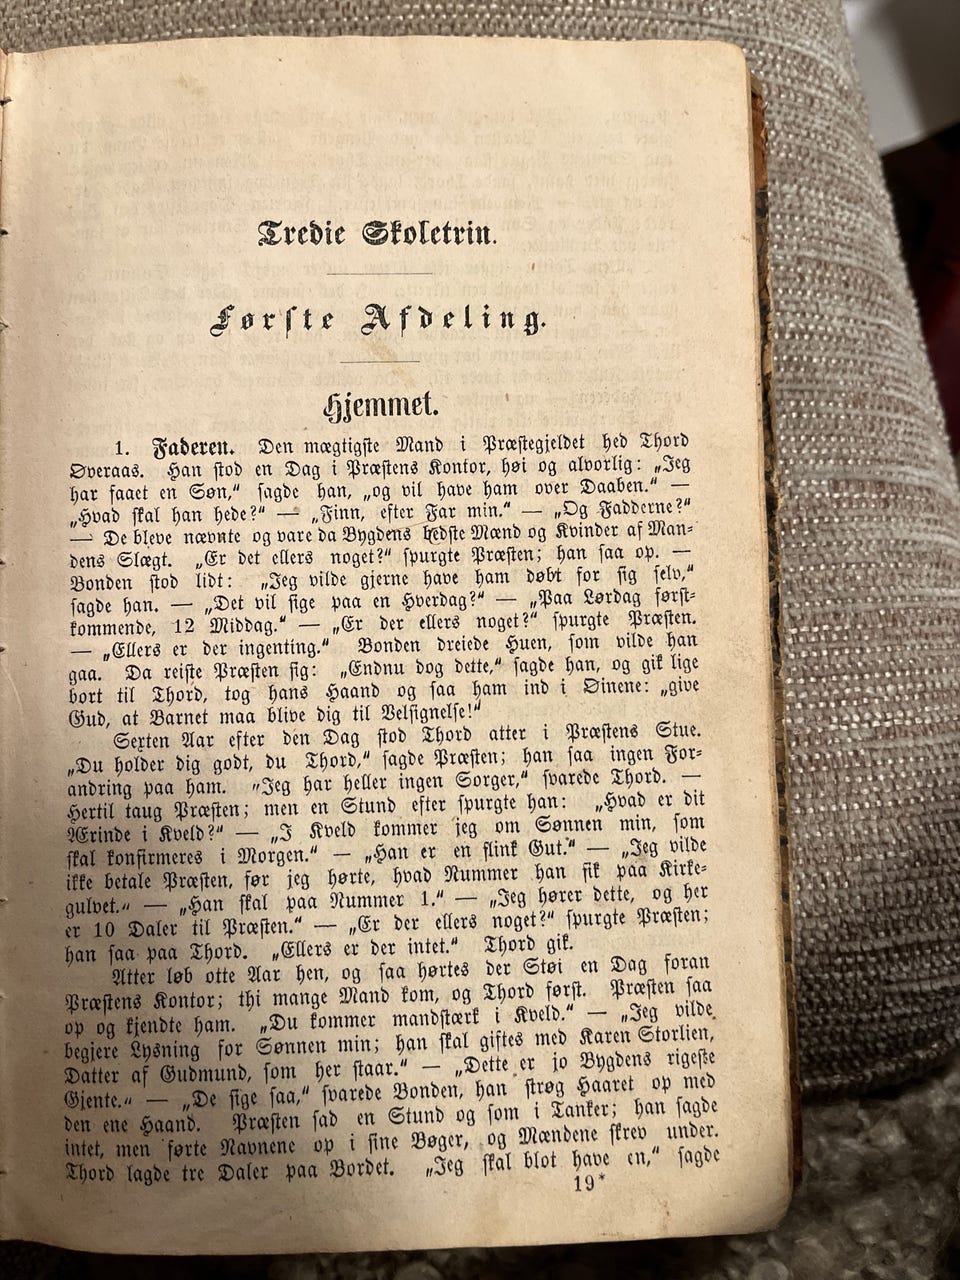 Tredie Skoletrin.
Første Afdeling.
Hjemmet.
1. Faderen. Den mægtigste Mand i Præstegjeldet hed Thord
Øveraas. Han stod en Dag i Præstens Kontor, høi og alvorlig: „Jeg
har faaet en Søn,“ sagde han, „og vil have ham over Daaben.“ —
„Hvad skal han hede?“ — „Finn, efter Far min.“ — „Og Fadderne?“
— De bleve nævnte og vare da Bygdens bedste Mænd og Kvinder af Man-
dens Slægt. „Er det ellers noget?“ spurgte Præsten; han saa op. —
Bonden stod lidt: „Jeg vilde gjerne have ham døbt for sig selv,“
sagde han. — „Det vil sige paa en Hverdag?“ — „Paa Lørdag først-
kommende, 12 Middag.“ — „Er der ellers noget?“ spurgte Præsten.
— „Ellers er der ingenting.“ Bonden dreiede Huen, som vilde han
gaa. Da reiste Præsten sig: „Endnu dog dette,“ sagde han, og gik lige
bort til Thord, tog hans Haand og saa ham ind i Øinene: „give
Gud, at Barnet maa blive dig til Velsignelse!“
Sexten Aar efter den Dag stod Thord atter i Præstens Stue.
„Du holder dig godt, du Thord,“ sagde Præsten; han saa ingen For-
andring paa ham. „Jeg har heller ingen Sorger,“ svarede Thord. —
Hertil taug Præsten; men en Stund efter spurgte han: „Hvad er dit
Ærinde i Kveld?“ — „I Kveld kommer jeg om Sønnen min, som
skal konfirmeres i Morgen.“ — „Han er en flink Gut.“ — „Jeg vilde
ikke betale Præsten, før jeg hørte, hvad Nummer han fik paa Kirke-
gulvet.“ — „Han skal paa Nummer 1.“ — „Jeg hører dette, og her
er 10 Daler til Præsten.“ — „Er der ellers noget?“ spurgte Præsten;
han saa paa Thord. „Ellers er der intet.“ Thord gik.
Atter løb otte Aar hen, og saa hørtes der Støi en Dag foran
Præstens Kontor; thi mange Mand kom, og Thord først. Præsten saa
op og kjendte ham. „Du kommer mandstærk i Kveld.“ — „Jeg vilde
begjere Lysning for Sønnen min; han skal giftes med Karen Storlien,
Datter af Gudmund, som her staar.“ — „Dette er jo Bygdens rigeste
Gjente.“ — „De sige saa,“ svarede Bonden, han strøg Haaret op med
den ene Haand. Præsten sad en Stund og som i Tanker; han sagde
intet, men førte Navnene op i sine Bøger, og Mændene skrev under.
Thord lagde tre Daler paa Bordet. „Jeg skal blot have en,“ sagde
19*